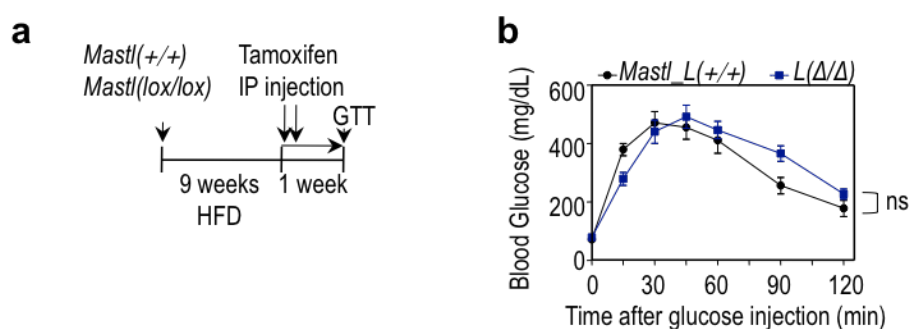 a
Mastl(+/+)
Mastl(lox/lox)
Tamoxifen
IP injection
GTT
9 weeks
HFD
1 week
b
Mastl_L(+/+)
L(Δ/Δ)
Blood Glucose (mg/dL)
600
400
200
0
ns
0 30 60 90 120
Time after glucose injection (min)